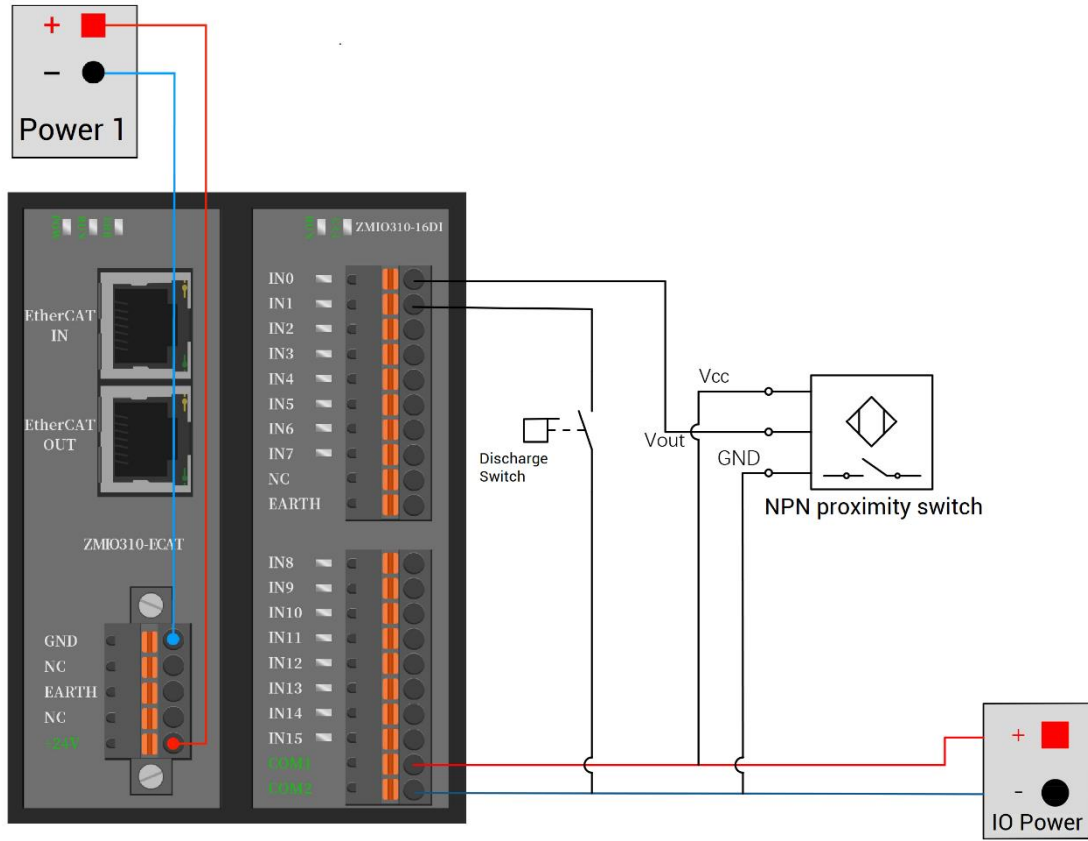 +
-
Power 1
ZMIO310-16DI
EtherCAT
IN
EtherCAT
OUT
ZMIO310-ECAT
GND
NC
EARTH
NC
IN0
IN1
IN2
IN3
IN4
IN5
IN6
IN7
NC
EARTH
IN8
IN9
IN10
IN11
IN12
IN13
IN14
IN15
COM1
COM2
Discharge
Switch
Vcc
Vout
GND
NPN proximity switch
+
-
IO Power